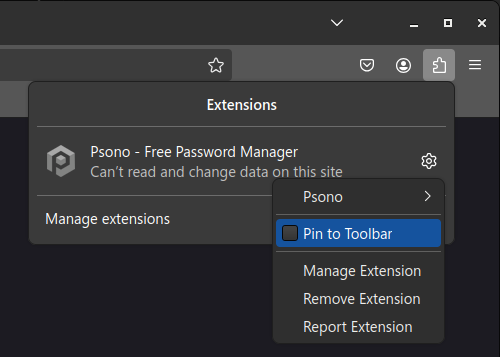 Extensions
Psono - Free Password Manager
Can't read and change data on this site
Manage extensions
Psono
Pin to Toolbar
Manage Extension
Remove Extension
Report Extension